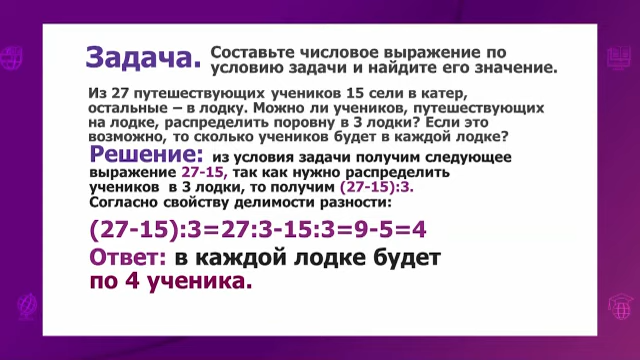 Задача. Составьте числовое выражение по
условию задачи и найдите его значение.
Из 27 путешествующих учеников 15 сели в катер,
остальные – в лодку. Можно ли учеников, путешествующих
на лодке, распределить поровну в 3 лодки? Если это
возможно, то сколько учеников будет в каждой лодке?
Решение: из условия задачи получим следующее
выражение 27-15, так как нужно распределить
учеников в 3 лодки, то получим (27-15):3.
Согласно свойству делимости разности:
(27-15):3=27:3-15:3=9-5=4
Ответ: в каждой лодке будет
по 4 ученика.